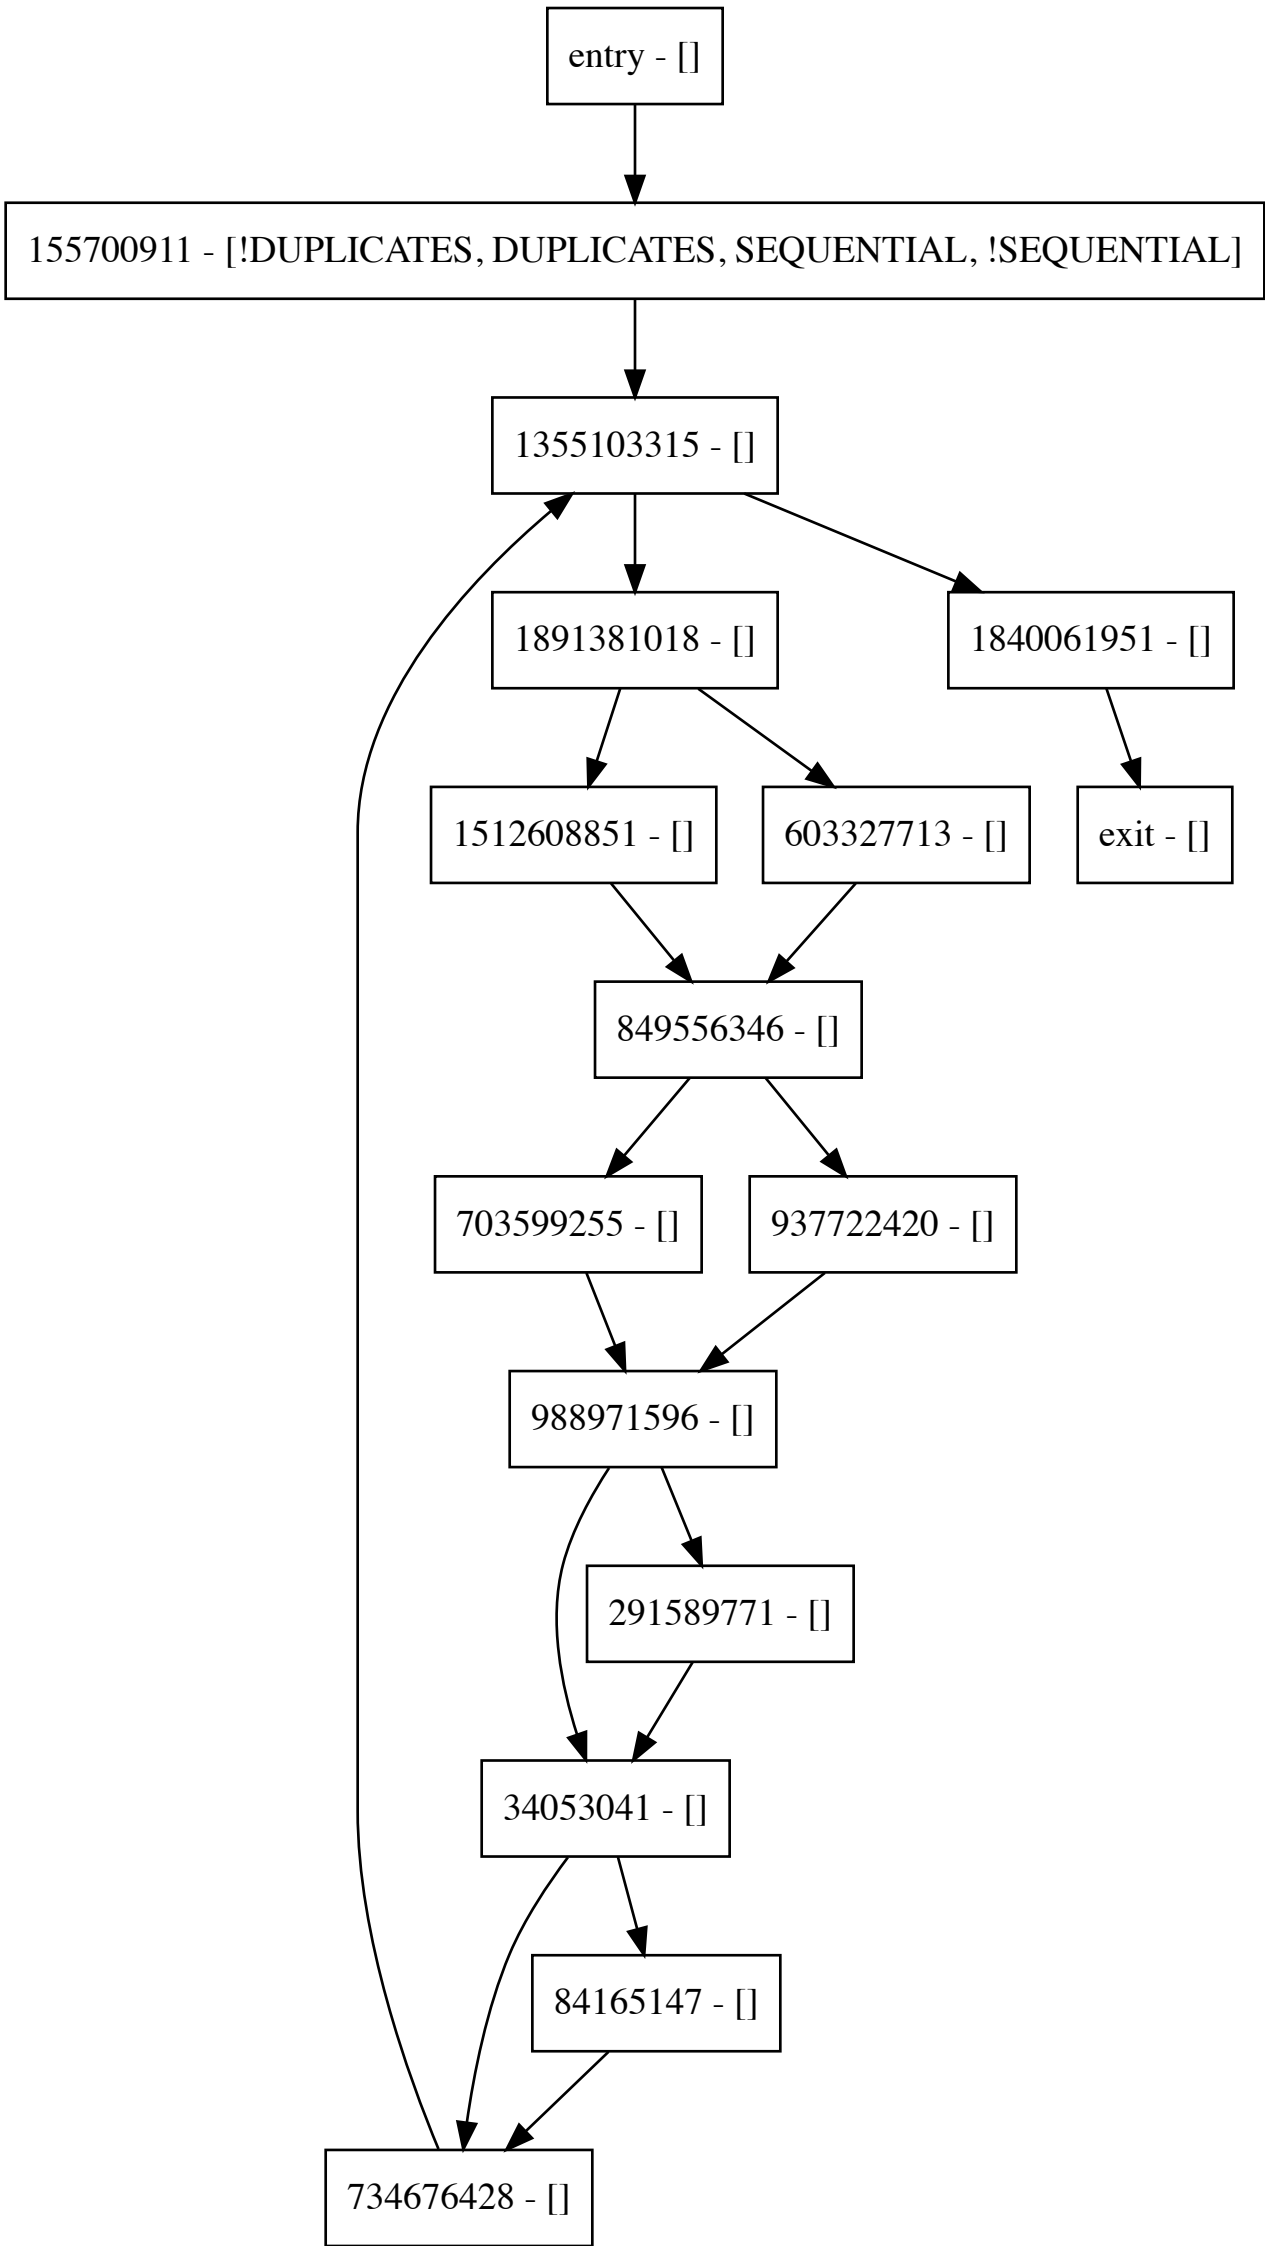 entry - []
155700911 - [!DUPLICATES, DUPLICATES, SEQUENTIAL, !SEQUENTIAL]
1355103315 - []
1891381018 - []
1840061951 - []
1512608851 - []
603327713 - []
exit - []
849556346 - []
703599255 - []
937722420 - []
988971596 - []
291589771 - []
34053041 - []
84165147 - []
734676428 - []